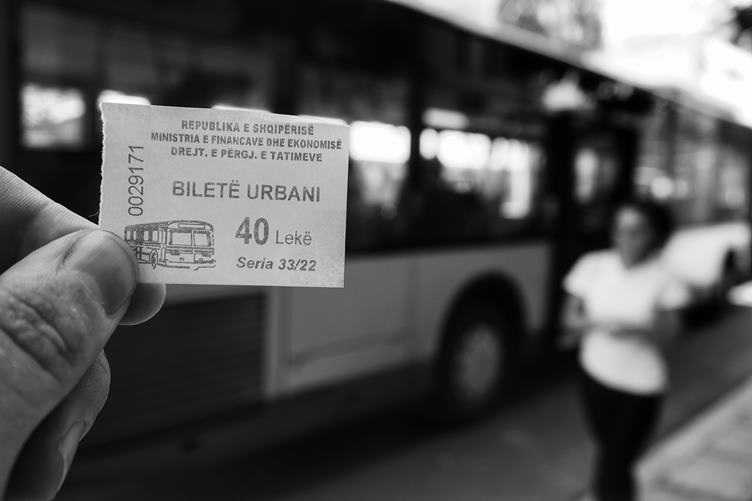 REPUBLIKA E SHQIPËRISË
MINISTRIA E FINANCAVE DHE EKONOMISË
DREJT. E PËRGJ. E TATIMEVE
0029171
BILETË URBANI
40 Lekë
Seria 33/22